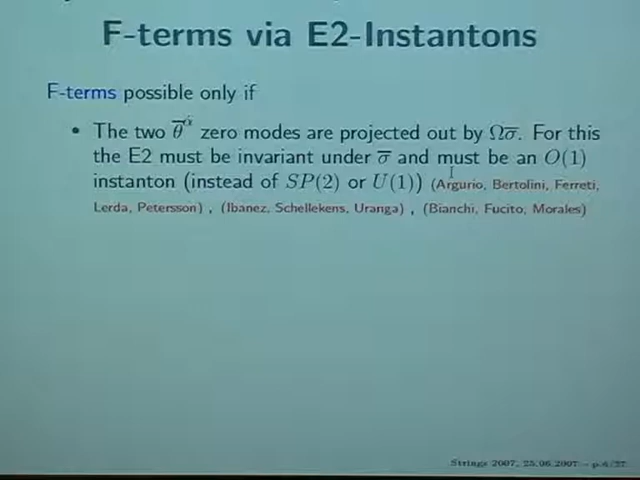 F-terms via E2-Instantons
F-terms possible only if
• The two θ̅^α̇ zero modes are projected out by Ωσ̅. For this
the E2 must be invariant under σ̅ and must be an O(1)
instanton (instead of SP(2) or U(1)) (Argurio, Bertolini, Ferreti,
Lerda, Petersson) , (Ibanez, Schellekens, Uranga) , (Bianchi, Fucito, Morales)
Strings 2007, 25.06.2007 – p.6/37